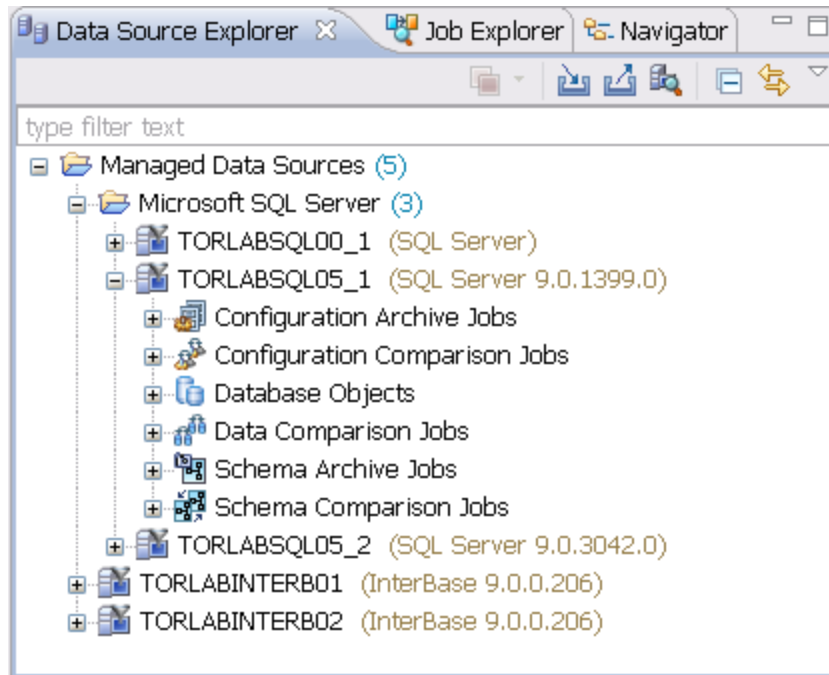 Data Source Explorer Job Explorer Navigator
type filter text
Managed Data Sources (5)
Microsoft SQL Server (3)
TORLABSQL00_1 (SQL Server)
TORLABSQL05_1 (SQL Server 9.0.1399.0)
Configuration Archive Jobs
Configuration Comparison Jobs
Database Objects
Data Comparison Jobs
Schema Archive Jobs
Schema Comparison Jobs
TORLABSQL05_2 (SQL Server 9.0.3042.0)
TORLABINTERB01 (InterBase 9.0.0.206)
TORLABINTERB02 (InterBase 9.0.0.206)